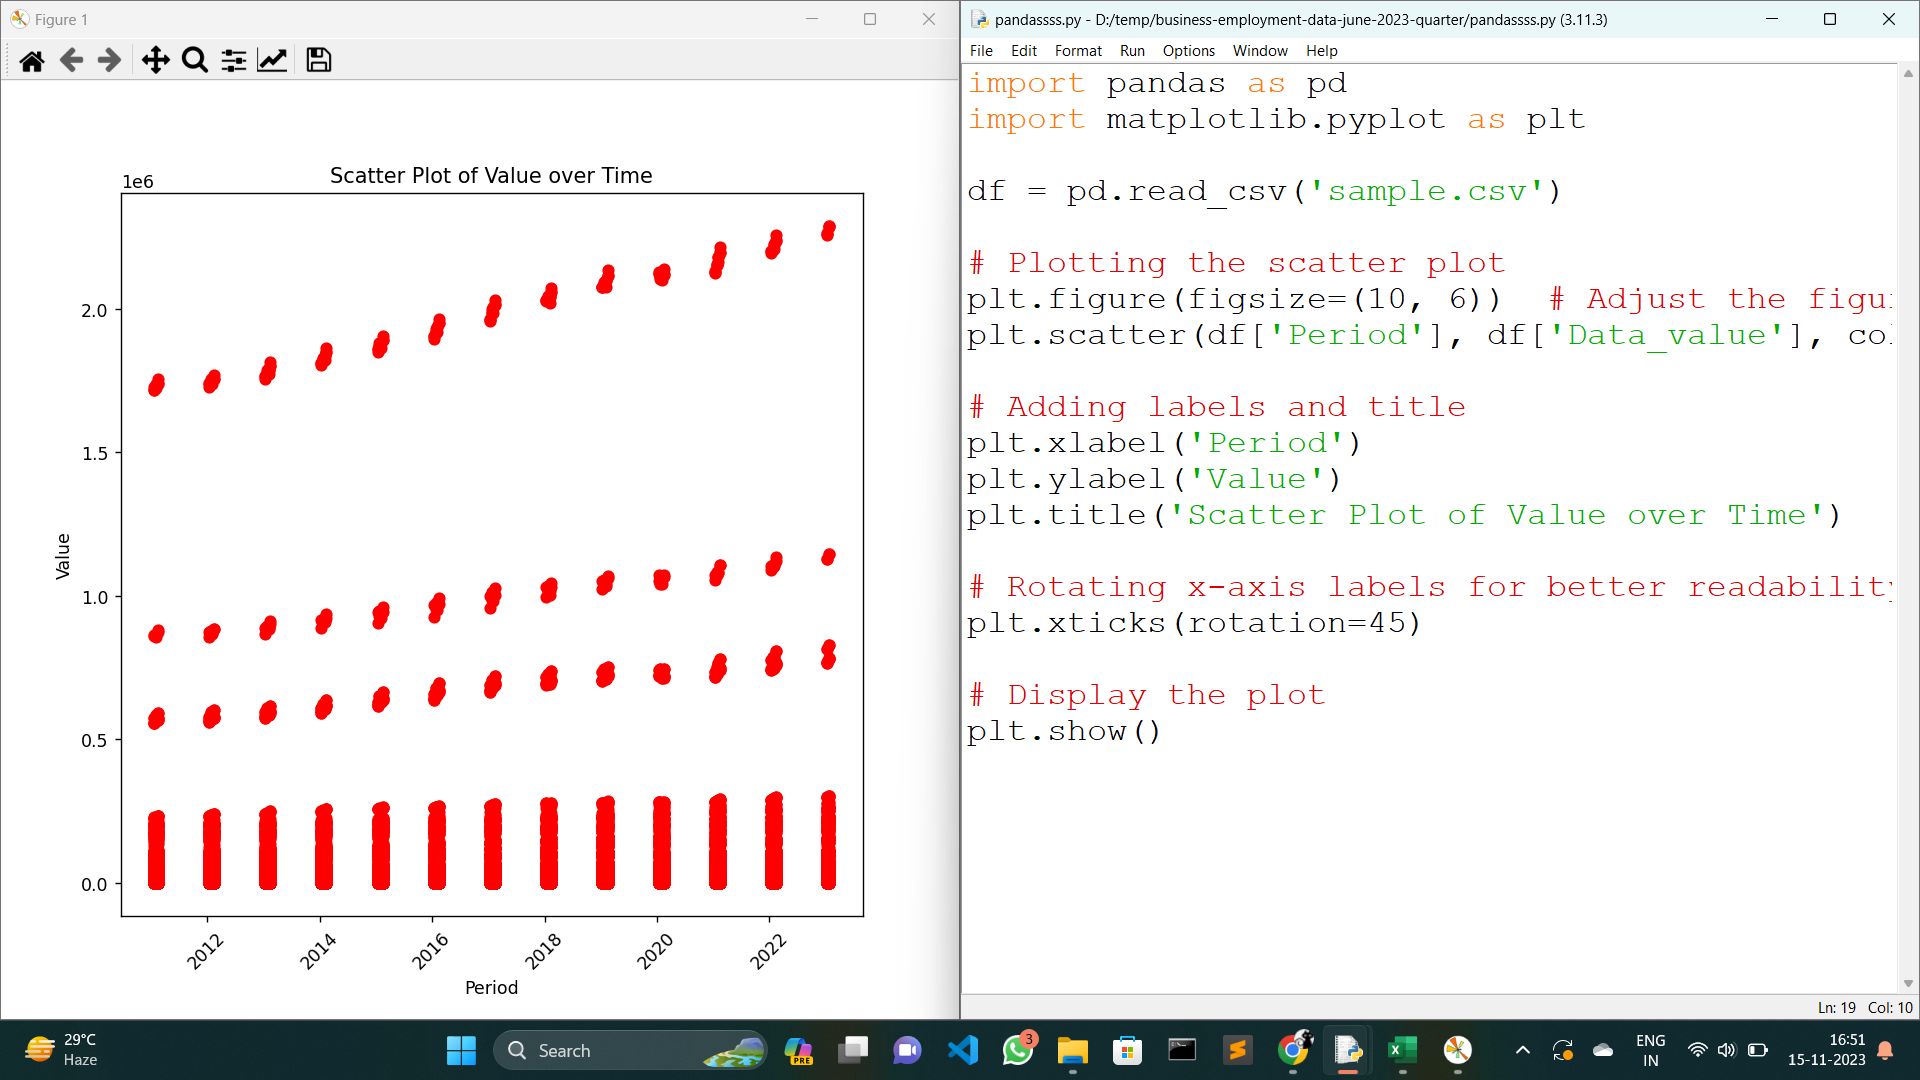 Figure 1
Scatter Plot of Value over Time
1e6
2.0
1.5
1.0
0.5
0.0
Value
2012
2014
2016
2018
2020
2022
Period
pandassss.py - D:/temp/business-employment-data-june-2023-quarter/pandassss.py (3.11.3)
File Edit Format Run Options Window Help
import pandas as pd
import matplotlib.pyplot as plt
df = pd.read_csv('sample.csv')
# Plotting the scatter plot
plt.figure(figsize=(10, 6))  # Adjust the figu
plt.scatter(df['Period'], df['Data_value'], co
# Adding labels and title
plt.xlabel('Period')
plt.ylabel('Value')
plt.title('Scatter Plot of Value over Time')
# Rotating x-axis labels for better readability
plt.xticks(rotation=45)
# Display the plot
plt.show()
Ln: 19 Col: 10
29°C
Haze
Search
PRE
3
ENG
IN
16:51
15-11-2023